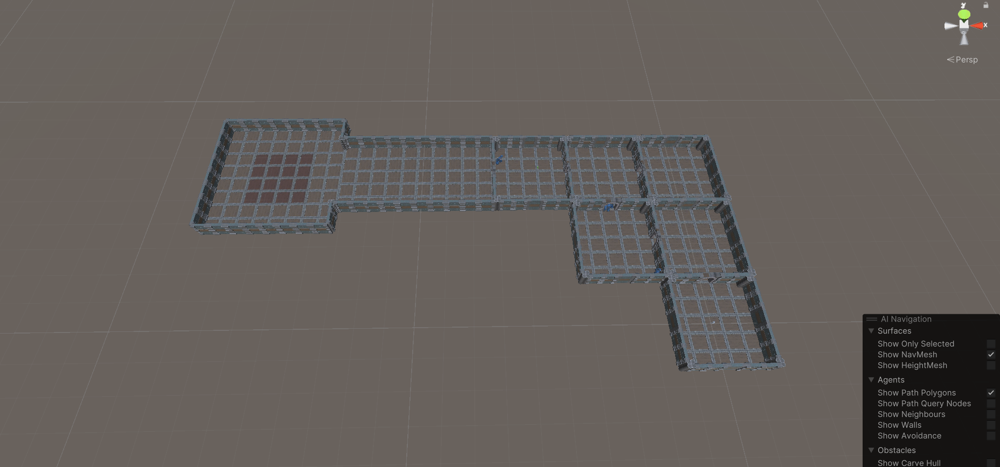 y
x
Persp
AI Navigation
Surfaces
Show Only Selected
Show NavMesh
Show HeightMesh
Agents
Show Path Polygons
Show Path Query Nodes
Show Neighbours
Show Walls
Show Avoidance
Obstacles
Show Carve Hull